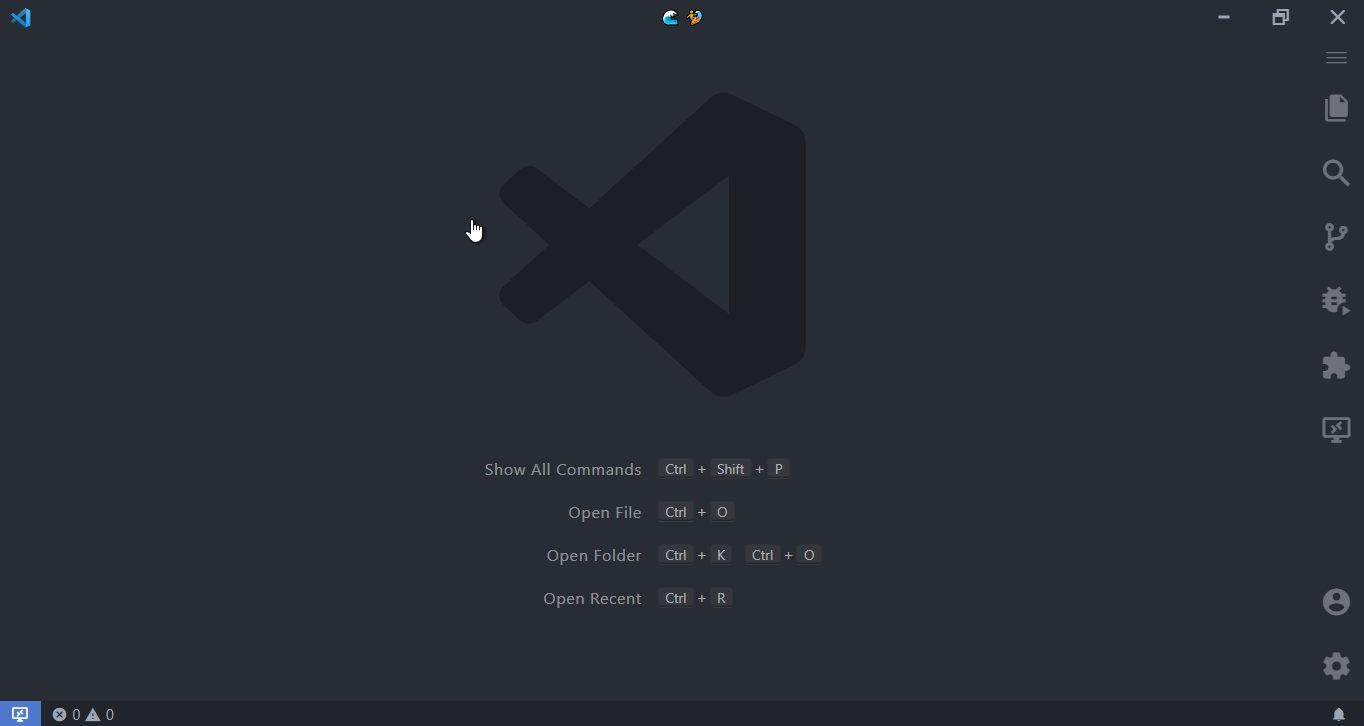 🌊 🏄
Show All Commands Ctrl + Shift + P
Open File Ctrl + O
Open Folder Ctrl + K Ctrl + O
Open Recent Ctrl + R
0 0